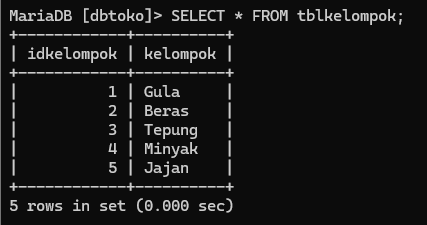 MariaDB [dbtoko]> SELECT * FROM tblkelompok;
+------------+----------+
| idkelompok | kelompok |
+------------+----------+
|          1 | Gula     |
|          2 | Beras    |
|          3 | Tepung   |
|          4 | Minyak   |
|          5 | Jajan    |
+------------+----------+
5 rows in set (0.000 sec)